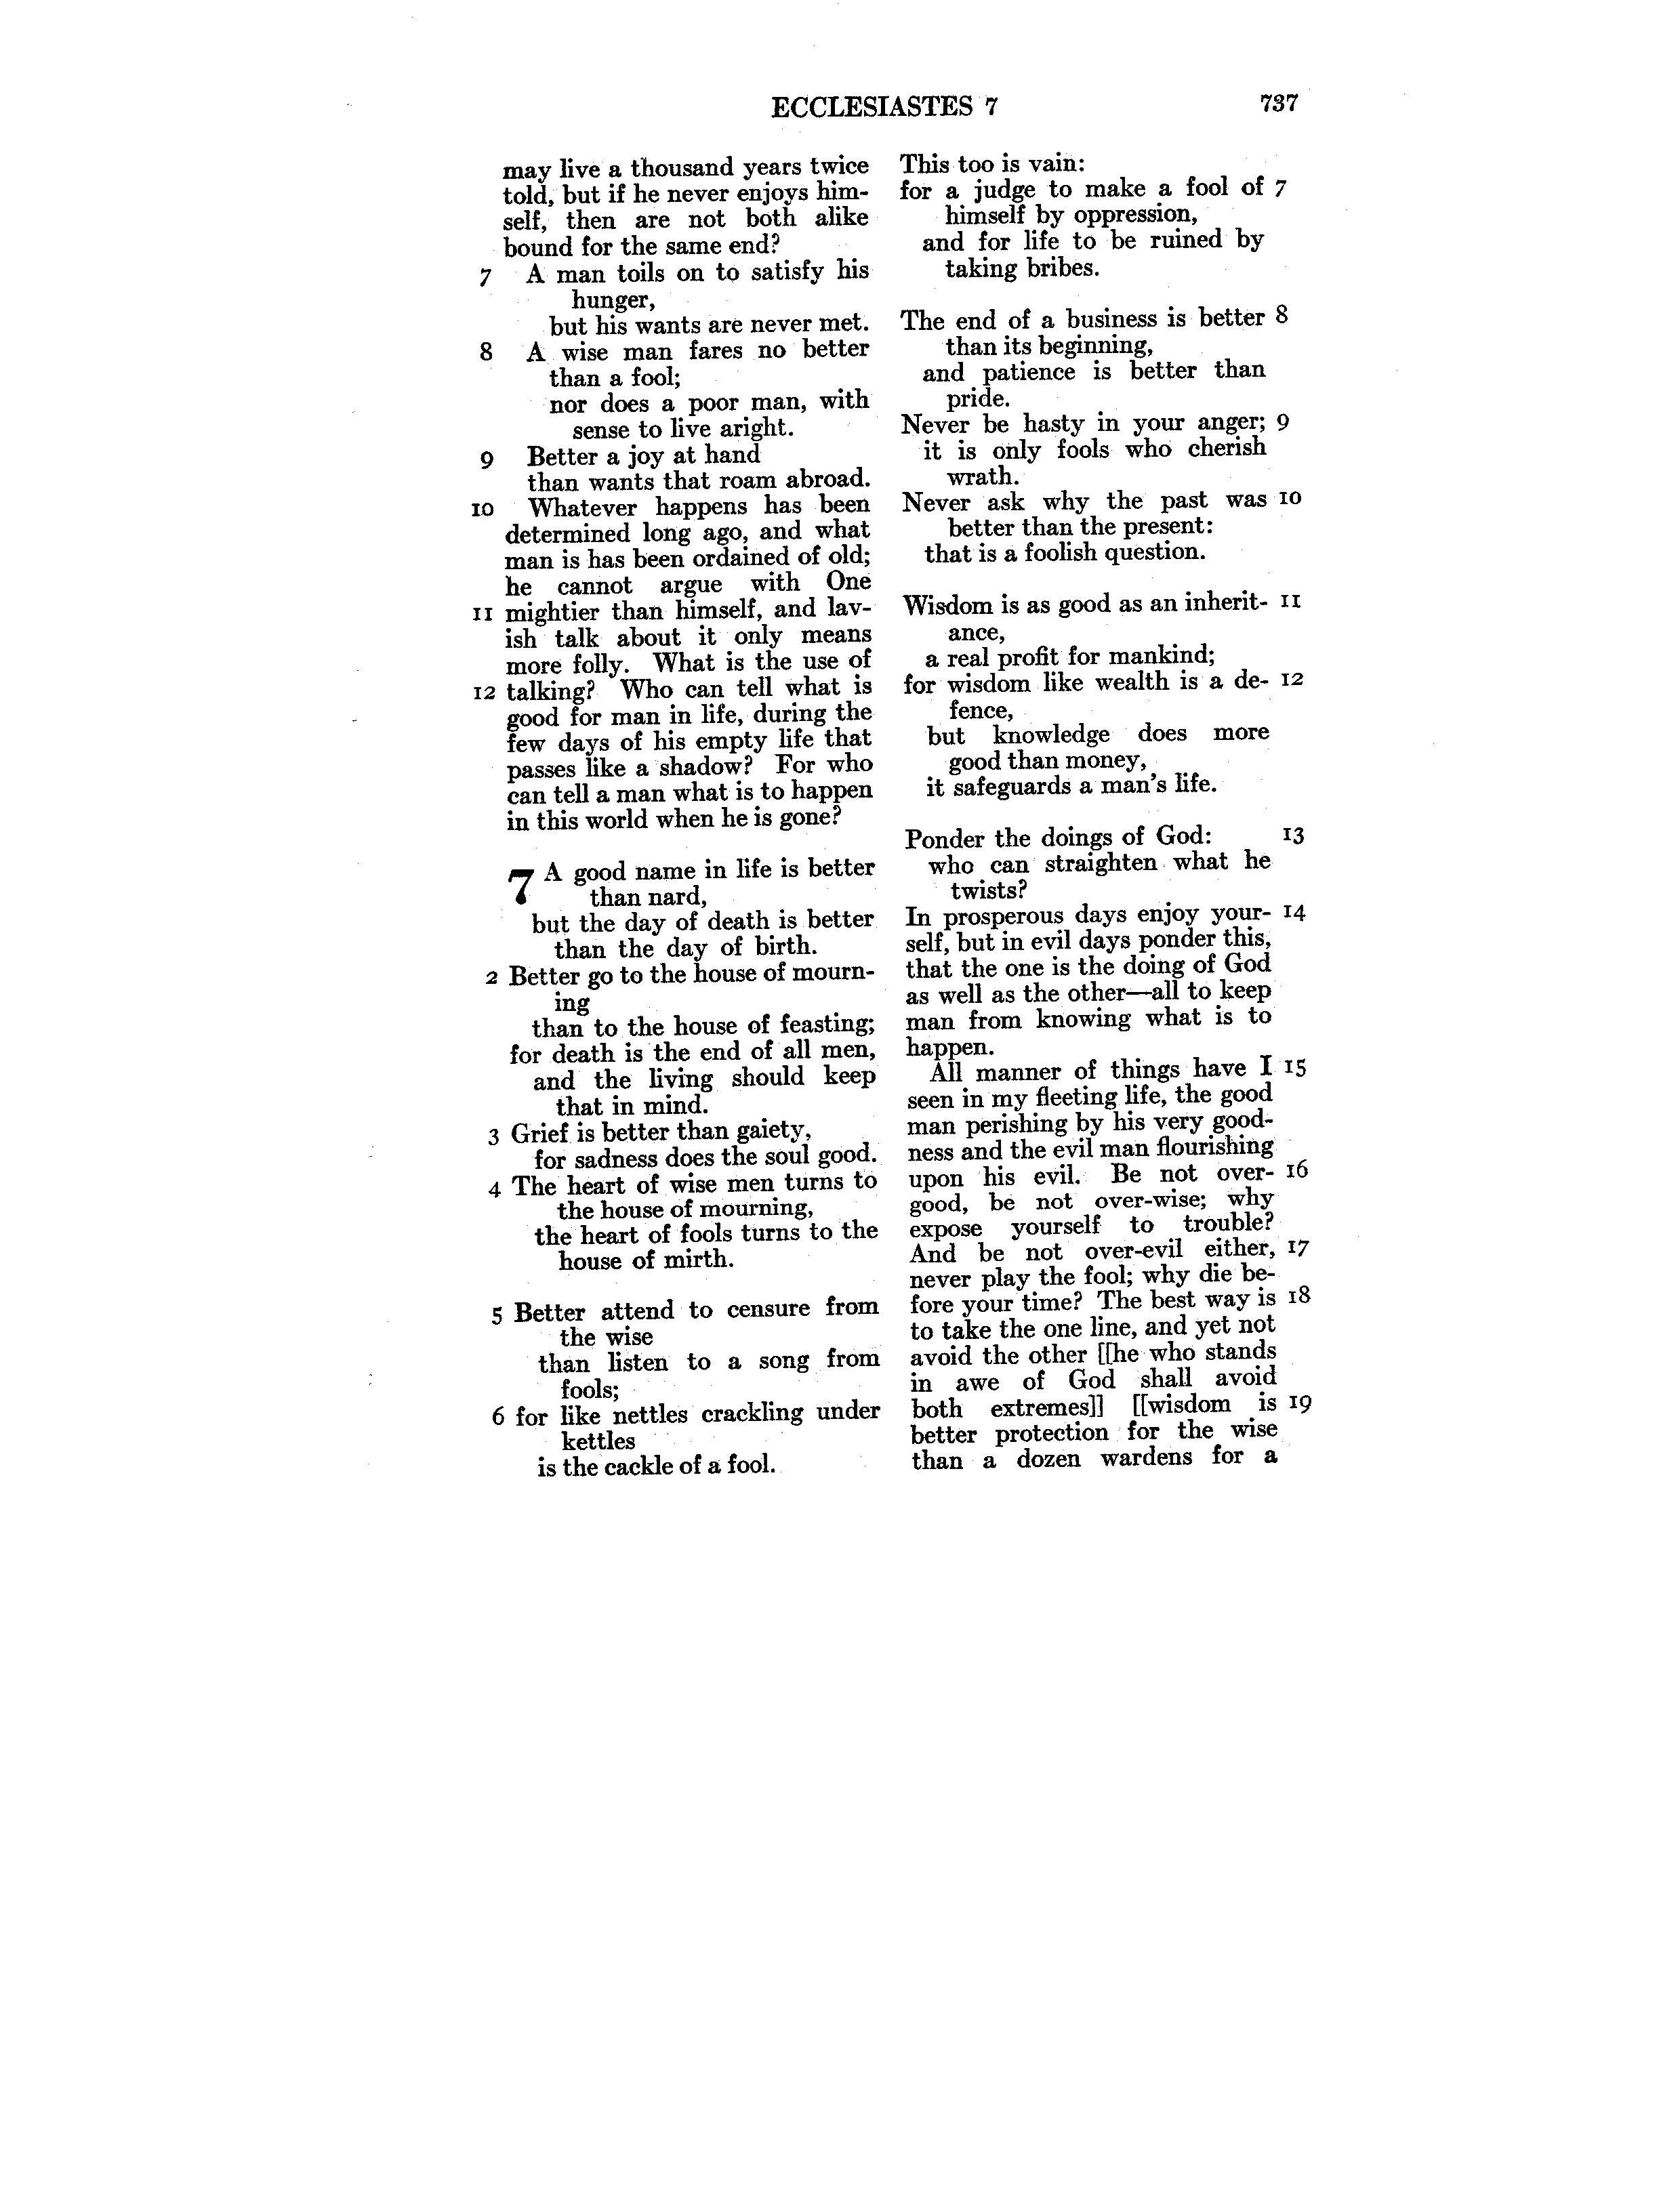 ECCLESIASTES 7 737
may live a thousand years twice
told, but if he never enjoys him-
self, then are not both alike
bound for the same end?
7 A man toils on to satisfy his
hunger,
but his wants are never met.
8 A wise man fares no better
than a fool;
nor does a poor man, with
sense to live aright.
9 Better a joy at hand
than wants that roam abroad.
10 Whatever happens has been
determined long ago, and what
man is has been ordained of old;
he cannot argue with One
11 mightier than himself, and lav-
ish talk about it only means
more folly. What is the use of
12 talking? Who can tell what is
good for man in life, during the
few days of his empty life that
passes like a shadow? For who
can tell a man what is to happen
in this world when he is gone?
7 A good name in life is better
than nard,
but the day of death is better
than the day of birth.
2 Better go to the house of mourn-
ing
than to the house of feasting;
for death is the end of all men,
and the living should keep
that in mind.
3 Grief is better than gaiety,
for sadness does the soul good.
4 The heart of wise men turns to
the house of mourning,
the heart of fools turns to the
house of mirth.
5 Better attend to censure from
the wise
than listen to a song from
fools;
6 for like nettles crackling under
kettles
is the cackle of a fool.
This too is vain:
for a judge to make a fool of 7
himself by oppression,
and for life to be ruined by
taking bribes.
The end of a business is better 8
than its beginning,
and patience is better than
pride.
Never be hasty in your anger; 9
it is only fools who cherish
wrath.
Never ask why the past was 10
better than the present:
that is a foolish question.
Wisdom is as good as an inherit- 11
ance,
a real profit for mankind;
for wisdom like wealth is a de- 12
fence,
but knowledge does more
good than money,
it safeguards a man's life.
Ponder the doings of God: 13
who can straighten what he
twists?
In prosperous days enjoy your- 14
self, but in evil days ponder this,
that the one is the doing of God
as well as the other—all to keep
man from knowing what is to
happen.
All manner of things have I 15
seen in my fleeting life, the good
man perishing by his very good-
ness and the evil man flourishing
upon his evil. Be not over- 16
good, be not over-wise; why
expose yourself to trouble?
And be not over-evil either, 17
never play the fool; why die be-
fore your time? The best way is 18
to take the one line, and yet not
avoid the other [[he who stands
in awe of God shall avoid
both extremes]] [[wisdom is 19
better protection for the wise
than a dozen wardens for a